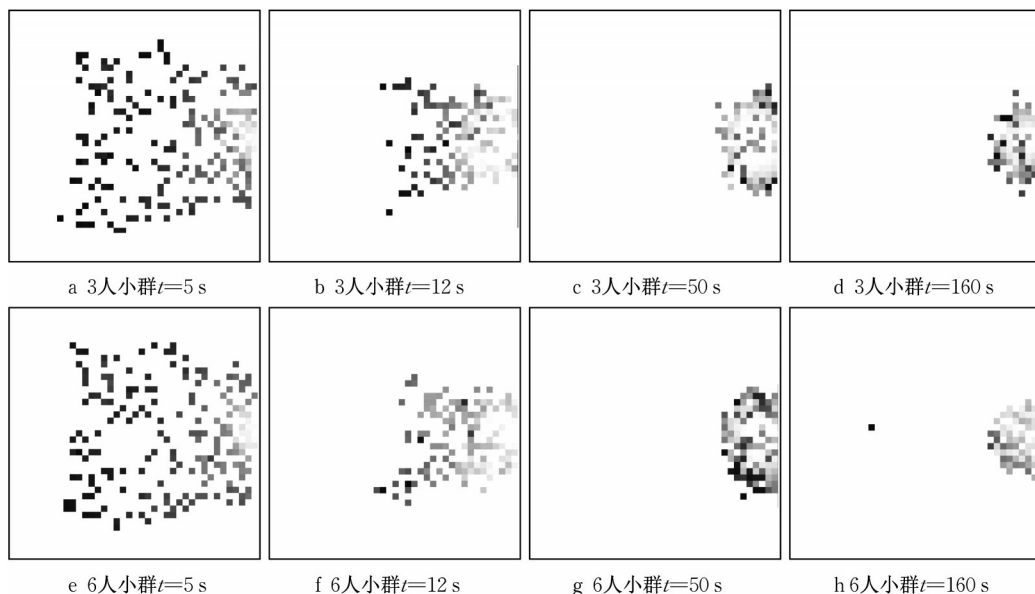 a 3人小群t=5 s
b 3人小群t=12 s
c 3人小群t=50 s
d 3人小群t=160 s
e 6人小群t=5 s
f 6人小群t=12 s
g 6人小群t=50 s
h 6人小群t=160 s